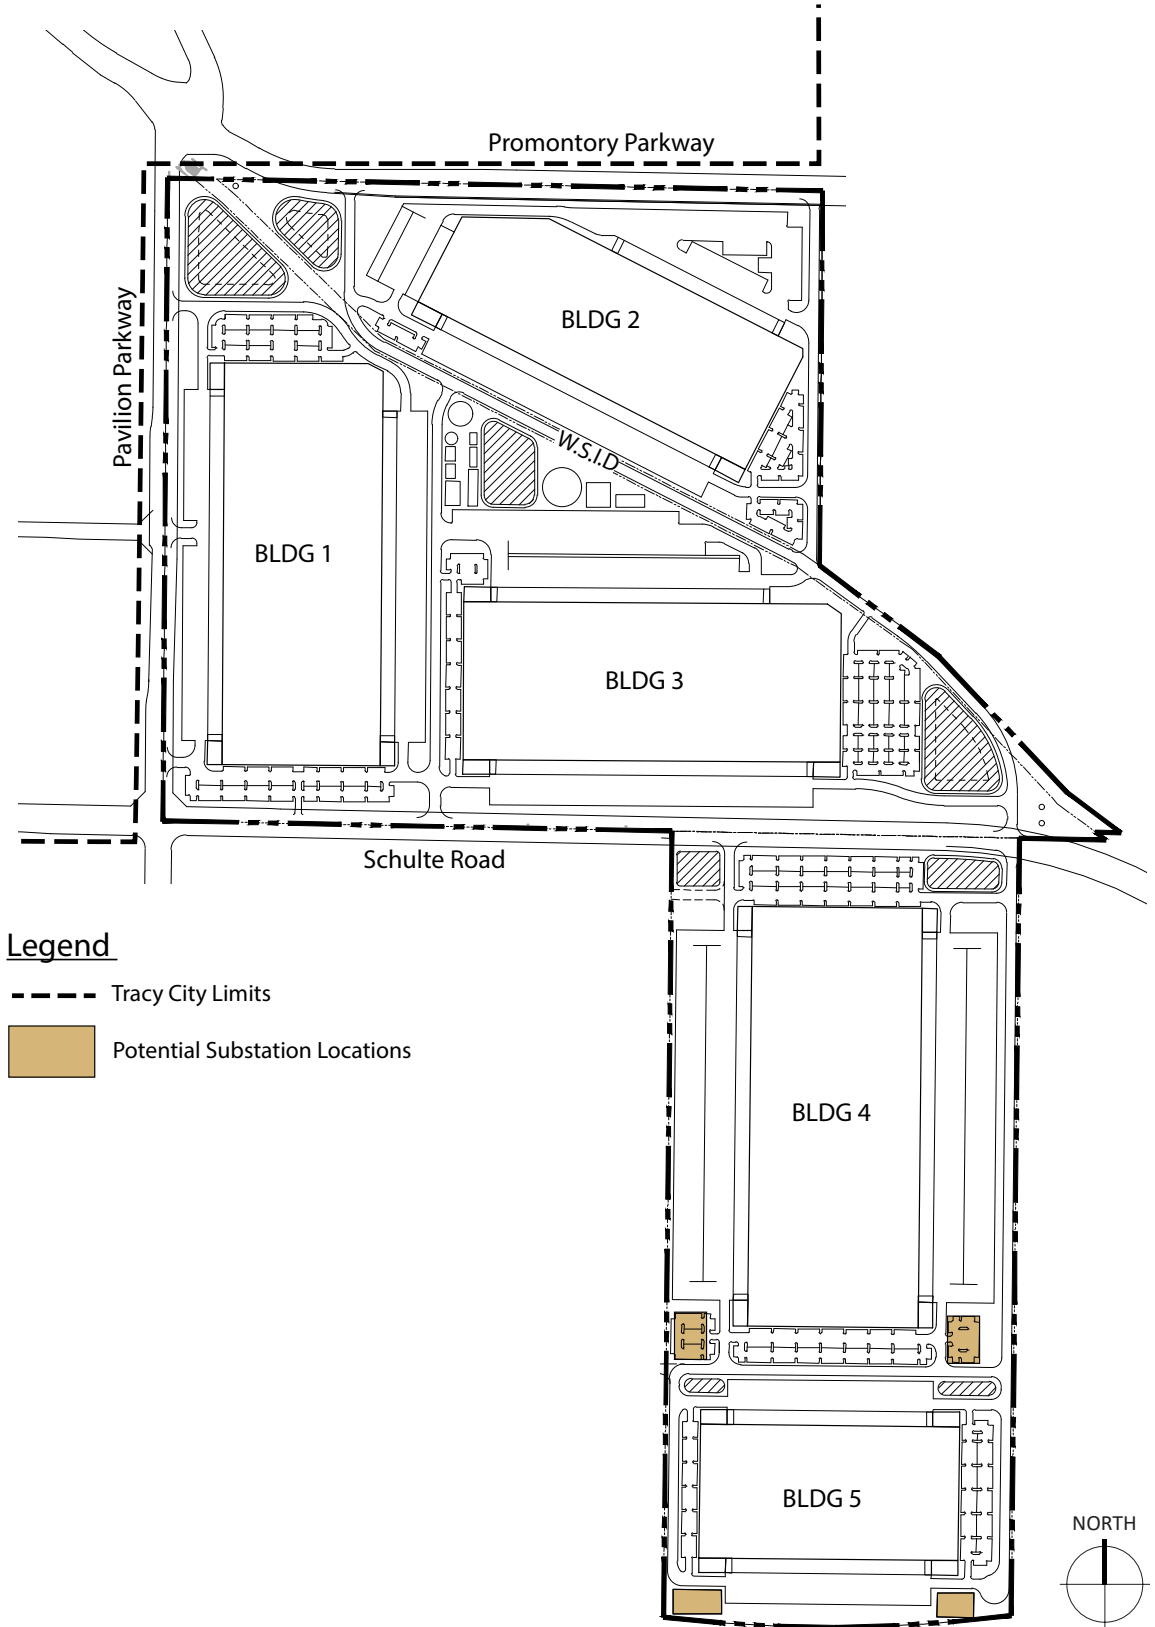 Promontory Parkway
Pavilion Parkway
BLDG 2
W.S.I.D
BLDG 1
BLDG 3
Schulte Road
Legend
Tracy City Limits
Potential Substation Locations
BLDG 4
BLDG 5
NORTH